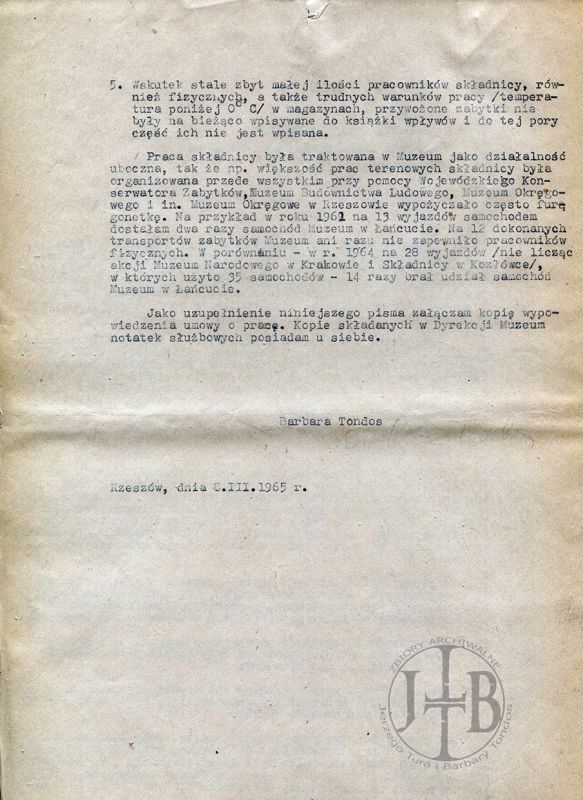 5. Wskutek stale zbyt małej ilości pracowników składnicy, rów-
nież fizycznych, a także trudnych warunków pracy /tempera-
tura poniżej 0° C/ w magazynach, przywożone zabytki nie
były na bieżąco wpisywane do książki wpływów i do tej pory
część ich nie jest wpisana.
Praca składnicy była traktowana w Muzeum jako działalność
uboczna, tak że np. większość prac terenowych składnicy była
organizowana przede wszystkim przy pomocy Wojewódzkiego Kon-
serwatora Zabytków, Muzeum Budownictwa Ludowego, Muzeum Okręgo-
wego i in. Muzeum Okręgowe w Rzeszowie wypożyczało często furg
gonetkę. Na przykład w roku 1961 na 13 wyjazdów samochodem
dostałam dwa razy samochód Muzeum w Łańcucie. Na 12 dokonanych
transportów zabytków Muzeum ani razu nie zapewniło pracowników
fizycznych. W porównaniu - w r. 1964 na 28 wyjazdów /nie licząc
akcji Muzeum Narodowego w Krakowie i Składnicy w Kozłówce/,
w których użyto 35 samochodów - 14 razy brał udział samochód
Muzeum w Łańcucie.
Jako uzupełnienie niniejszego pisma załączam kopię wypo-
wiedzenia umowy o pracę. Kopie składanych w Dyrekcji Muzeum
notatek służbowych posiadam u siebie.
Barbara Tondos
Rzeszów, dnia 8.III.1965 r.
ZBIORY ARCHIWALNE
J B
Jerzego Tura i Barbary Tondos